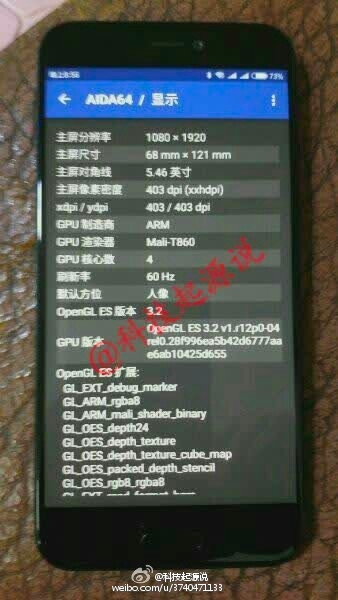 晚上8:56 73%
AIDA64 / 显示
主屏分辨率 1080 × 1920
主屏尺寸 68 mm × 121 mm
主屏对角线 5.46 英寸
主屏像素密度 403 dpi (xxhdpi)
xdpi / ydpi 403 / 403 dpi
GPU 制造商 ARM
GPU 渲染器 Mali-T860
GPU 核心数 4
刷新率 60 Hz
默认方位 人像
OpenGL ES 版本 3.2
GPU 版本 OpenGL ES 3.2 v1.r12p0-04
rel0.28f996ea5b42d6777aa
e6ab10425d655
OpenGL ES 扩展:
GL_EXT_debug_marker
GL_ARM_rgba8
GL_ARM_mali_shader_binary
GL_OES_depth24
GL_OES_depth_texture
GL_OES_depth_texture_cube_map
GL_OES_packed_depth_stencil
GL_OES_rgb8_rgba8
@科技起源说
@科技起源说
weibo.com/u/3740471133